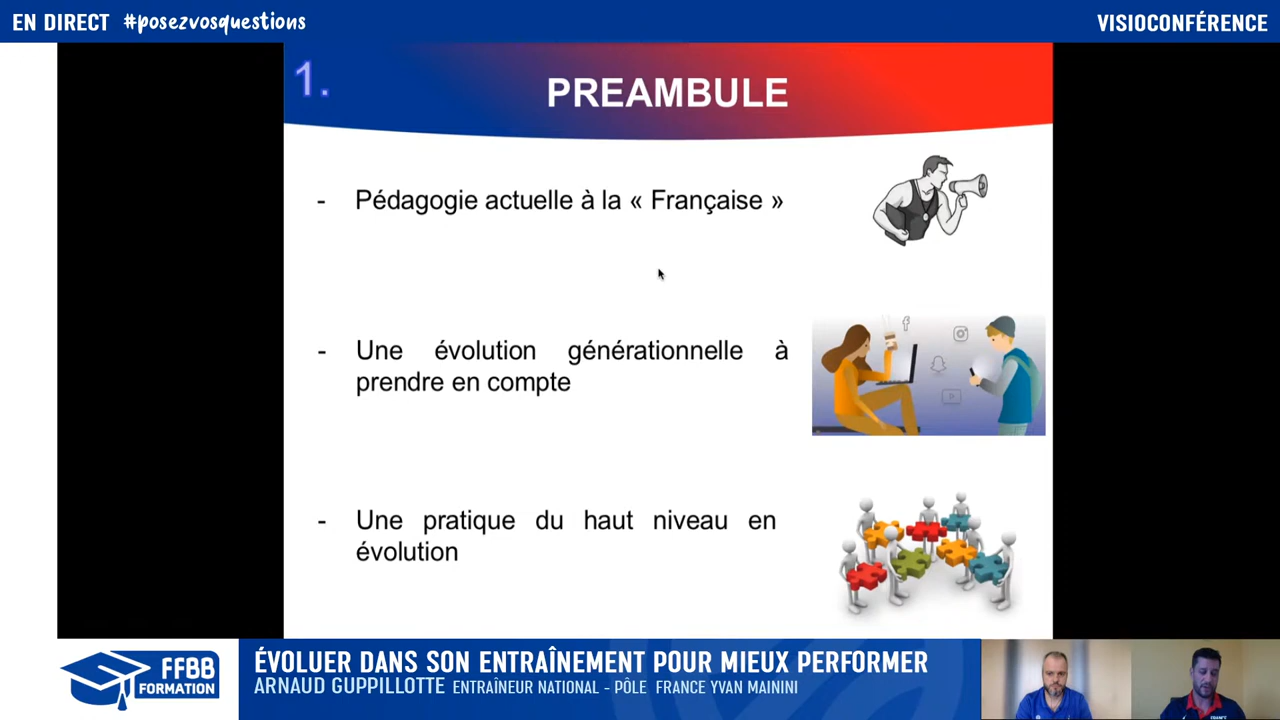 EN DIRECT #posezvosquestions
VISIOCONFÉRENCE
1.
PREAMBULE
- Pédagogie actuelle à la « Française »
- Une évolution générationnelle à
prendre en compte
- Une pratique du haut niveau en
évolution
FFBB
FORMATION
ÉVOLUER DANS SON ENTRAÎNEMENT POUR MIEUX PERFORMER
ARNAUD GUPPILLOTTE ENTRAÎNEUR NATIONAL - PÔLE FRANCE YVAN MAININI